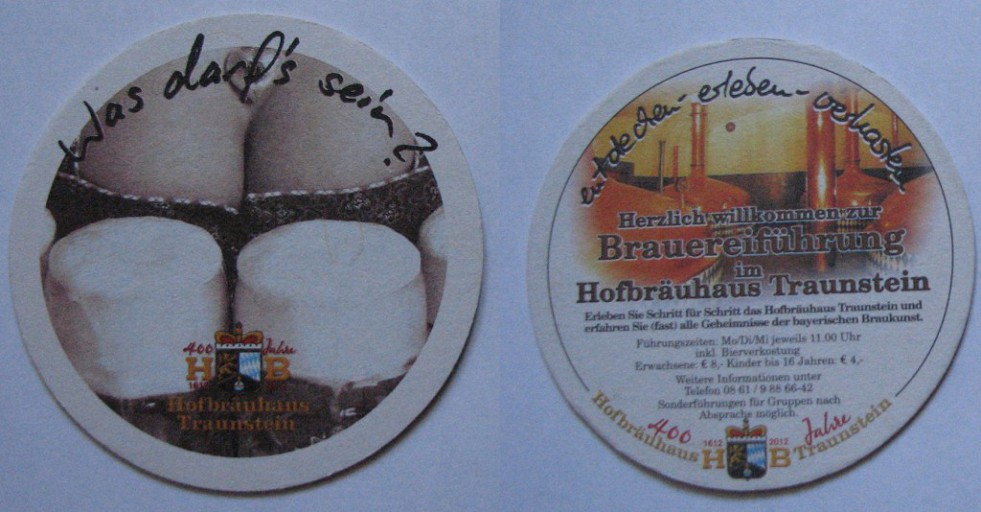 Was darf's sein?
400 Jahre
H B
1612
Hofbräuhaus
Traunstein
entdecken - erleben - verkosten
Herzlich willkommen zur
Brauereiführung
im
Hofbräuhaus Traunstein
Erleben Sie Schritt für Schritt das Hofbräuhaus Traunstein und
erfahren Sie (fast) alle Geheimnisse der bayerischen Braukunst.
Führungszeiten: Mo/Di/Mi jeweils 11.00 Uhr
inkl. Bierverkostung
Erwachsene: € 8,- Kinder bis 16 Jahren: € 4,-
Weitere Informationen unter
Telefon 08 61 / 9 88 66-42
Sonderführungen für Gruppen nach
Absprache möglich.
400 Jahre
1612 2012
Hofbräuhaus H B Traunstein